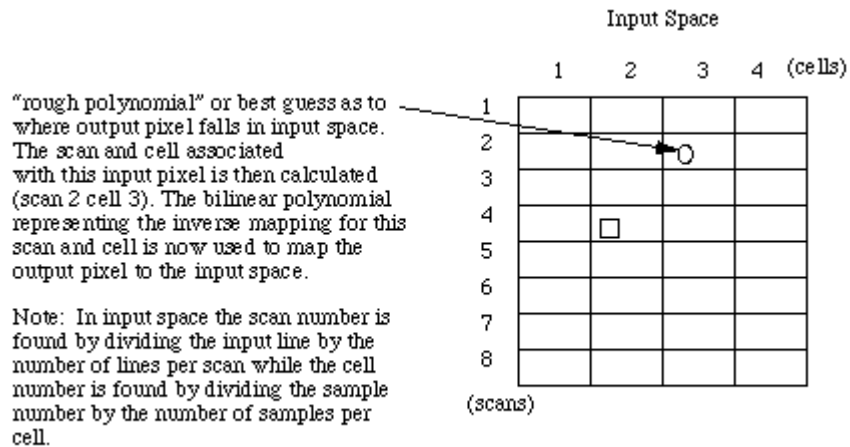 Input Space
1 2 3 4 (cells)
"rough polynomial" or best guess as to
where output pixel falls in input space.
The scan and cell associated
with this input pixel is then calculated
(scan 2 cell 3). The bilinear polynomial
representing the inverse mapping for this
scan and cell is now used to map the
output pixel to the input space.
Note: In input space the scan number is
found by dividing the input line by the
number of lines per scan while the cell
number is found by dividing the sample
number by the number of samples per
cell.
1
2
3
4
5
6
7
8
(scans)